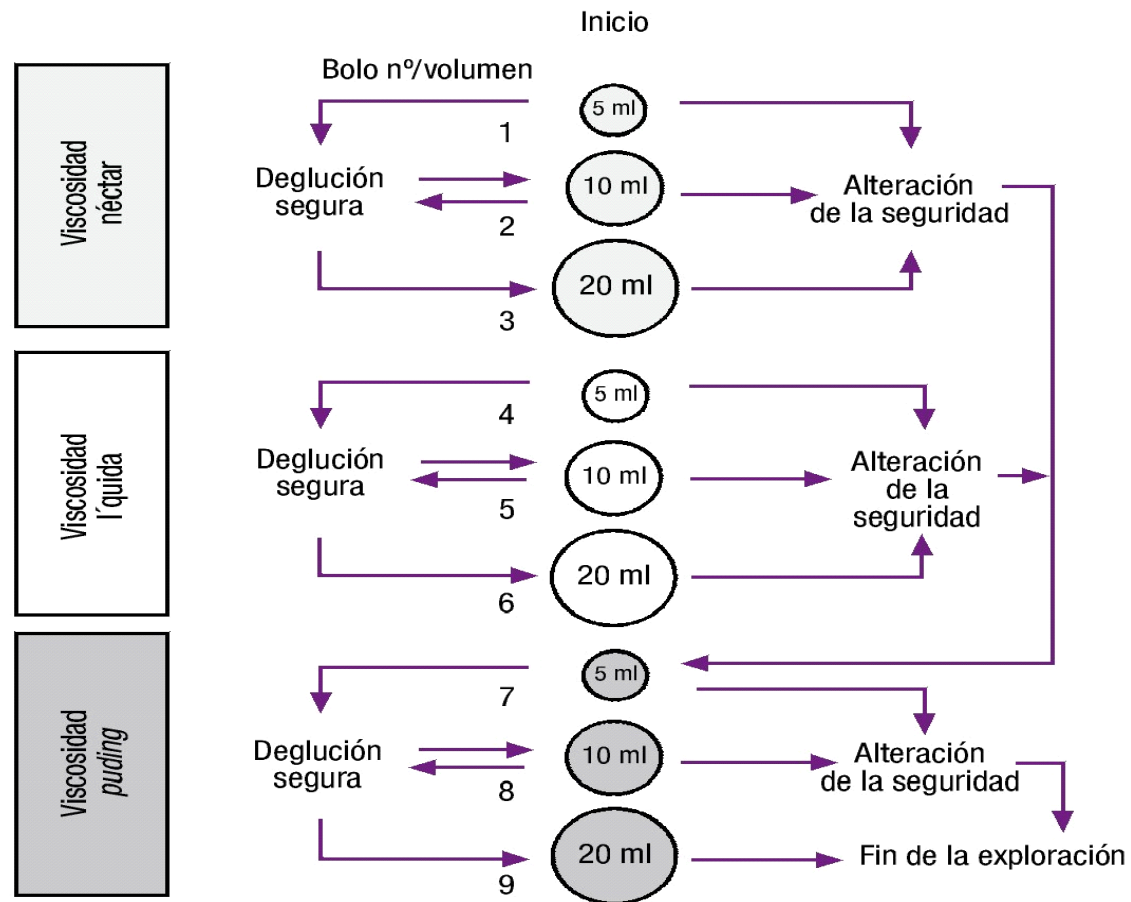 Inicio
Bolo nº/volumen
Viscosidad
néctar
5 ml
1
Deglución
segura
10 ml
2
Alteración
de la seguridad
20 ml
3
Viscosidad
l´quida
5 ml
4
Deglución
segura
10 ml
5
Alteración
de la
seguridad
20 ml
6
Viscosidad
puding
5 ml
7
Deglución
segura
10 ml
8
Alteración
de la seguridad
20 ml
9
Fin de la exploración